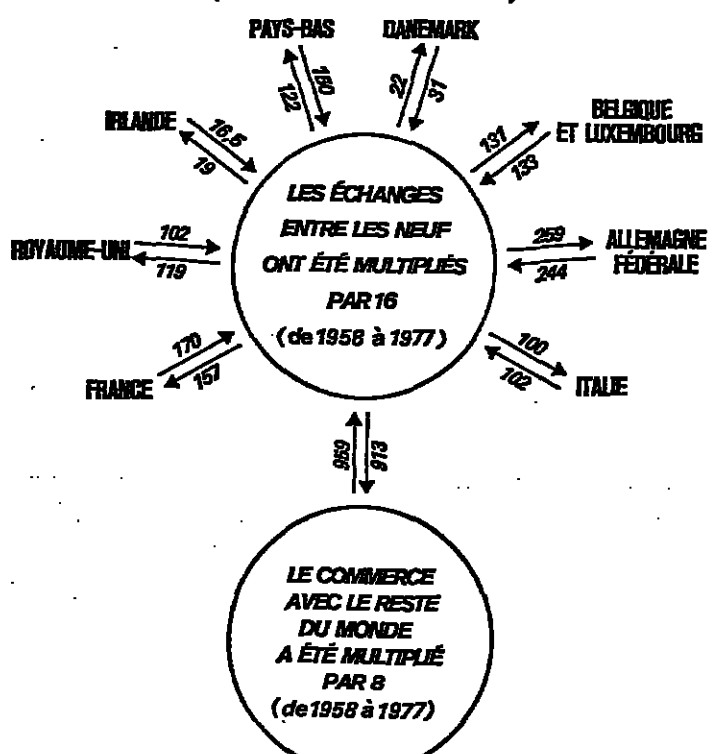 PAYS-BAS
DANEMARK
122
180
22
31
IRLANDE
16,5
19
BELGIQUE
ET LUXEMBOURG
131
133
LES ÉCHANGES
ENTRE LES NEUF
ONT ÉTÉ MULTIPLIÉS
PAR 16
(de 1958 à 1977)
ROYAUME-UNI
102
119
259
244
ALLEMAGNE
FÉDÉRALE
170
157
FRANCE
100
102
ITALIE
989
913
LE COMMERCE
AVEC LE RESTE
DU MONDE
A ÉTÉ MULTIPLIÉ
PAR 8
(de 1958 à 1977)